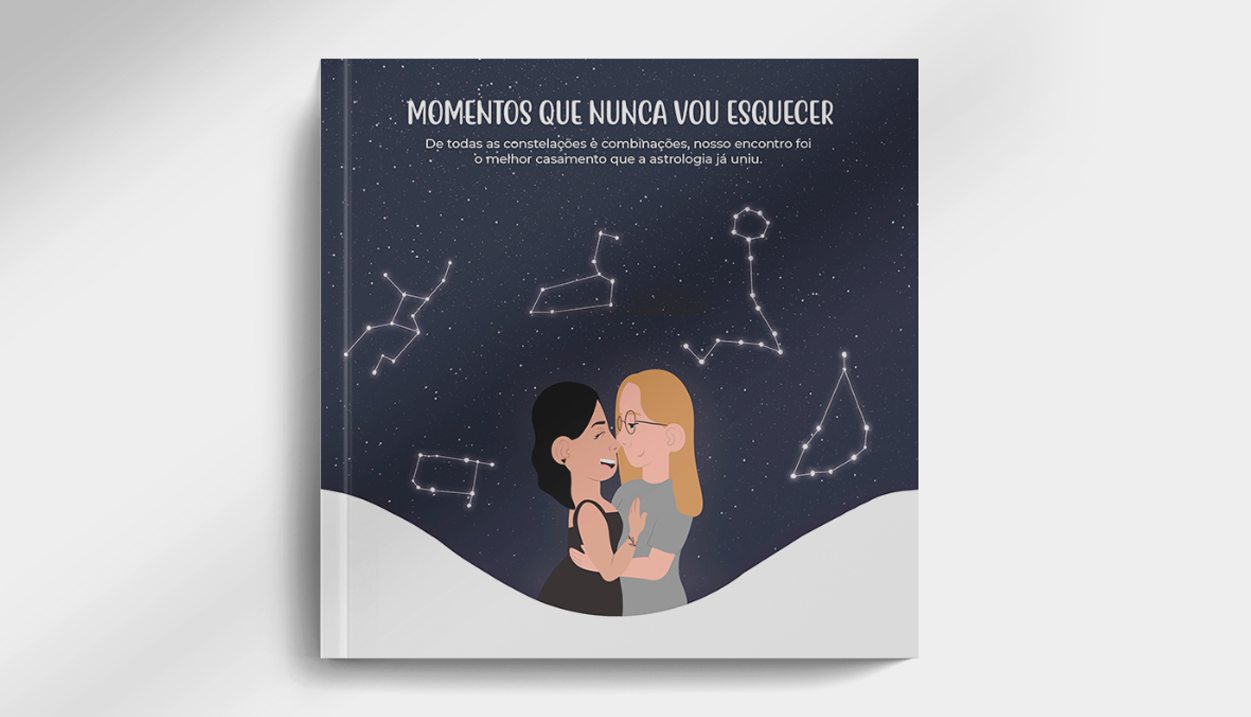 MOMENTOS QUE NUNCA VOU ESQUECER
De todas as constelações e combinações, nosso encontro foi
o melhor casamento que a astrologia já uniu.